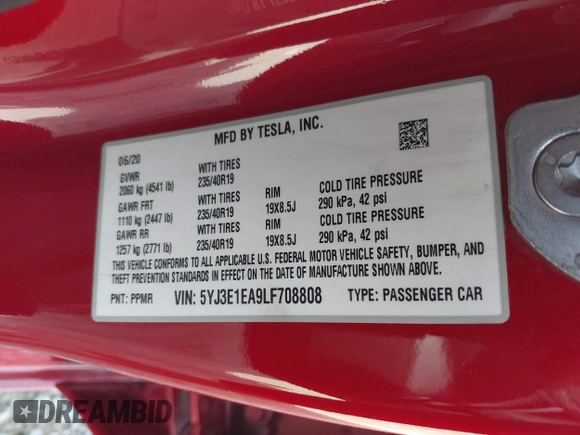 MFD BY TESLA, INC.
06/20
GVWR WITH TIRES
2060 kg (4541 lb) 235/40R19
GAWR FRT WITH TIRES RIM COLD TIRE PRESSURE
1110 kg (2447 lb) 235/40R19 19X8.5J 290 kPa, 42 psi
GAWR RR WITH TIRES RIM COLD TIRE PRESSURE
1257 kg (2771 lb) 235/40R19 19X8.5J 290 kPa, 42 psi
THIS VEHICLE CONFORMS TO ALL APPLICABLE U.S. FEDERAL MOTOR VEHICLE SAFETY, BUMPER, AND
THEFT PREVENTION STANDARDS IN EFFECT ON THE DATE OF MANUFACTURE SHOWN ABOVE.
PNT: PPMR VIN: 5YJ3E1EA9LF708808 TYPE: PASSENGER CAR
DREAMBID